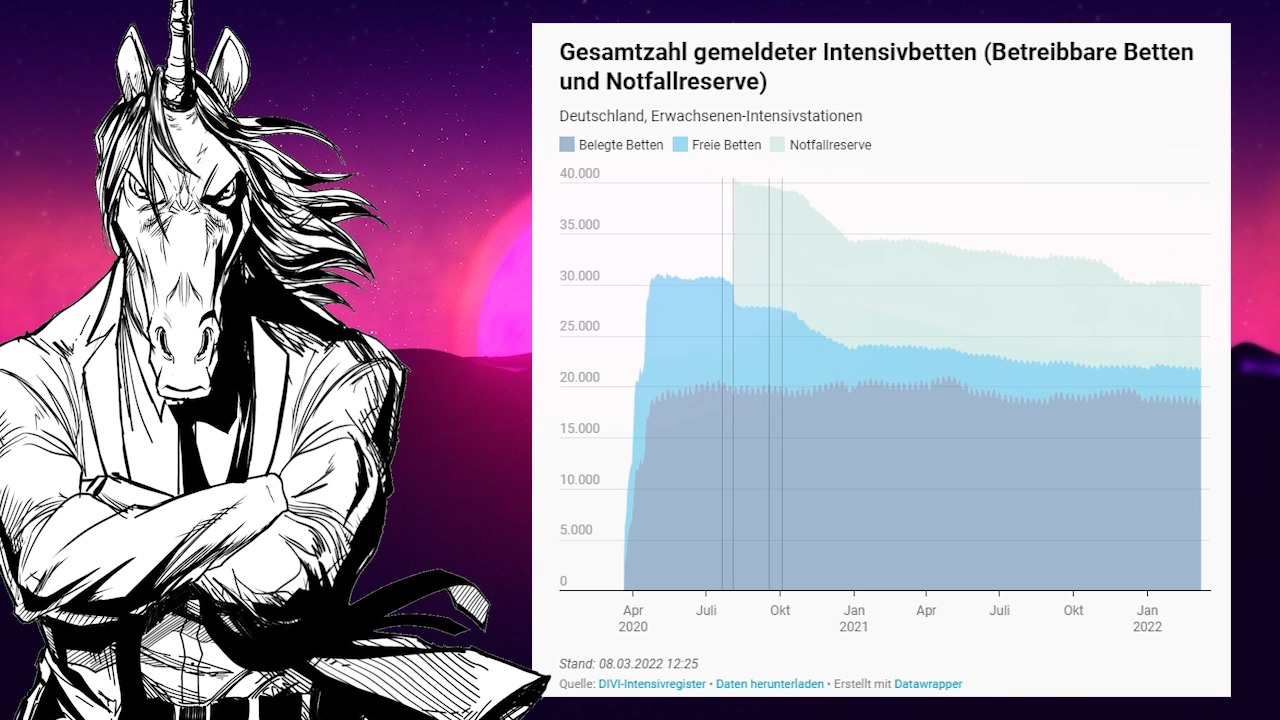 Gesamtzahl gemeldeter Intensivbetten (Betreibbare Betten
und Notfallreserve)
Deutschland, Erwachsenen-Intensivstationen
Belegte Betten Freie Betten Notfallreserve
40.000
35.000
30.000
25.000
20.000
15.000
10.000
5.000
0
Apr Juli Okt Jan Apr Juli Okt Jan
2020 2021 2022
Stand: 08.03.2022 12:25
Quelle: DIVI-Intensivregister • Daten herunterladen • Erstellt mit Datawrapper